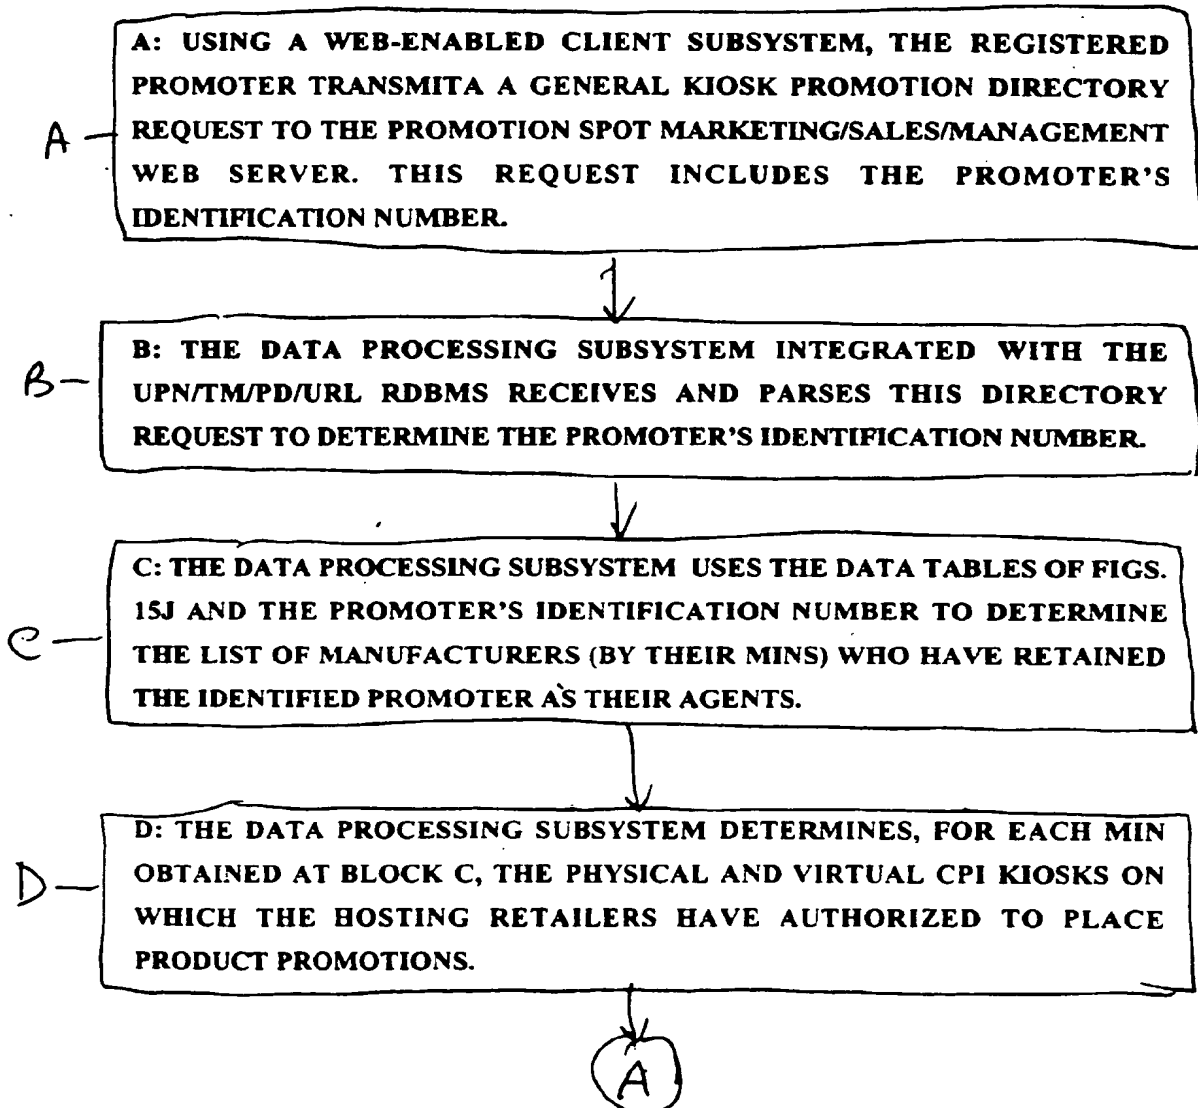 A: USING A WEB-ENABLED CLIENT SUBSYSTEM, THE REGISTERED
PROMOTER TRANSMITA A GENERAL KIOSK PROMOTION DIRECTORY
A
REQUEST TO THE PROMOTION SPOT MARKETING/SALES/MANAGEMENT
WEB SERVER. THIS REQUEST INCLUDES THE PROMOTER'S
IDENTIFICATION NUMBER.
B: THE DATA PROCESSING SUBSYSTEM INTEGRATED WITH THE
B
UPN/TM/PD/URL RDBMS RECEIVES AND PARSES THIS DIRECTORY
REQUEST TO DETERMINE THE PROMOTER'S IDENTIFICATION NUMBER.
C: THE DATA PROCESSING SUBSYSTEM USES THE DATA TABLES OF FIGS.
15J AND THE PROMOTER'S IDENTIFICATION NUMBER TO DETERMINE
C
THE LIST OF MANUFACTURERS (BY THEIR MINS) WHO HAVE RETAINED
THE IDENTIFIED PROMOTER AS THEIR AGENTS.
D: THE DATA PROCESSING SUBSYSTEM DETERMINES, FOR EACH MIN
OBTAINED AT BLOCK C, THE PHYSICAL AND VIRTUAL CPI KIOSKS ON
D
WHICH THE HOSTING RETAILERS HAVE AUTHORIZED TO PLACE
PRODUCT PROMOTIONS.
A